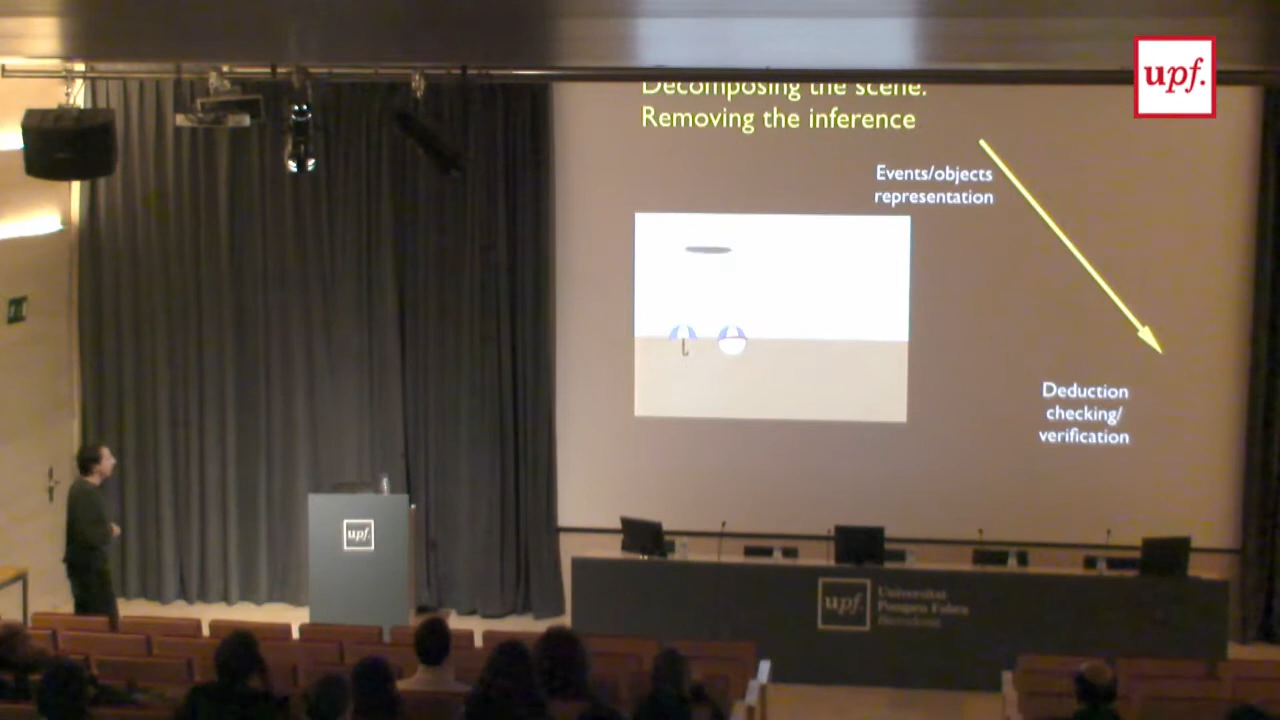 upf.
Decomposing the scene:
Removing the inference
Events/objects
representation
Deduction
checking/
verification
upf.
upf.
Universitat
Pompeu Fabra
Barcelona